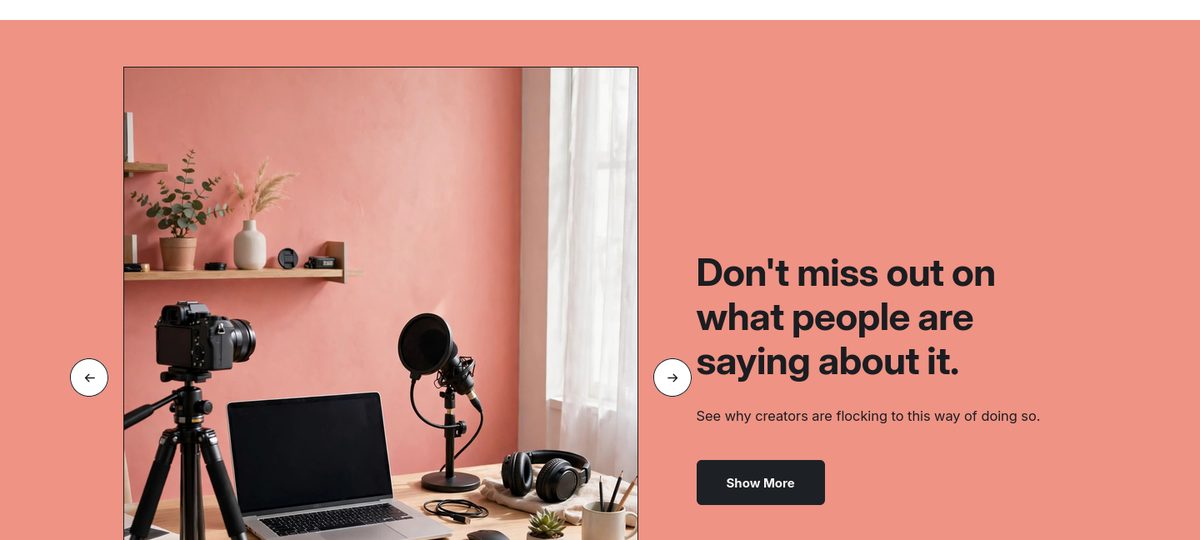 Don't miss out on
what people are
saying about it.
See why creators are flocking to this way of doing so.
Show More